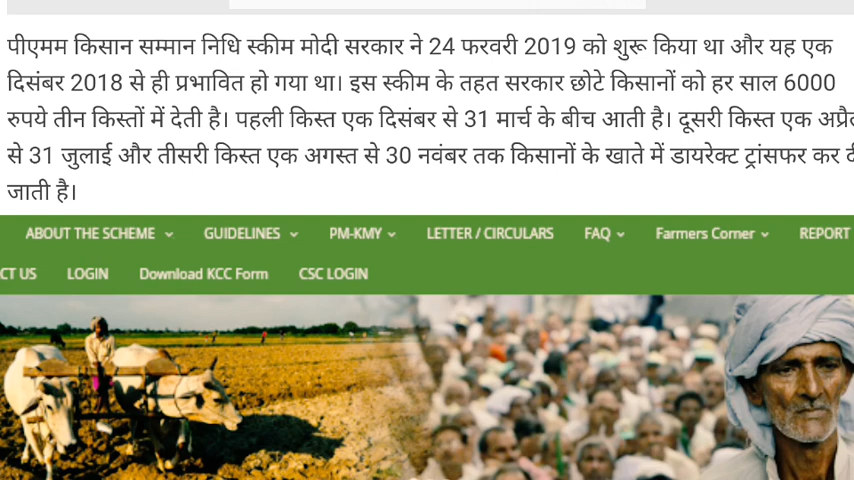 पीएमम किसान सम्मान निधि स्कीम मोदी सरकार ने 24 फरवरी 2019 को शुरू किया था और यह एक
दिसंबर 2018 से ही प्रभावित हो गया था। इस स्कीम के तहत सरकार छोटे किसानों को हर साल 6000
रुपये तीन किस्तों में देती है। पहली किस्त एक दिसंबर से 31 मार्च के बीच आती है। दूसरी किस्त एक
से 31 जुलाई और तीसरी किस्त एक अगस्त से 30 नवंबर तक किसानों के खाते में डायरेक्ट ट्रांसफर कर
जाती है।
ABOUT THE SCHEME GUIDELINES PM-KMY LETTER / CIRCULARS FAQ Farmers Corner REPORT
CT US LOGIN Download KCC Form CSC LOGIN